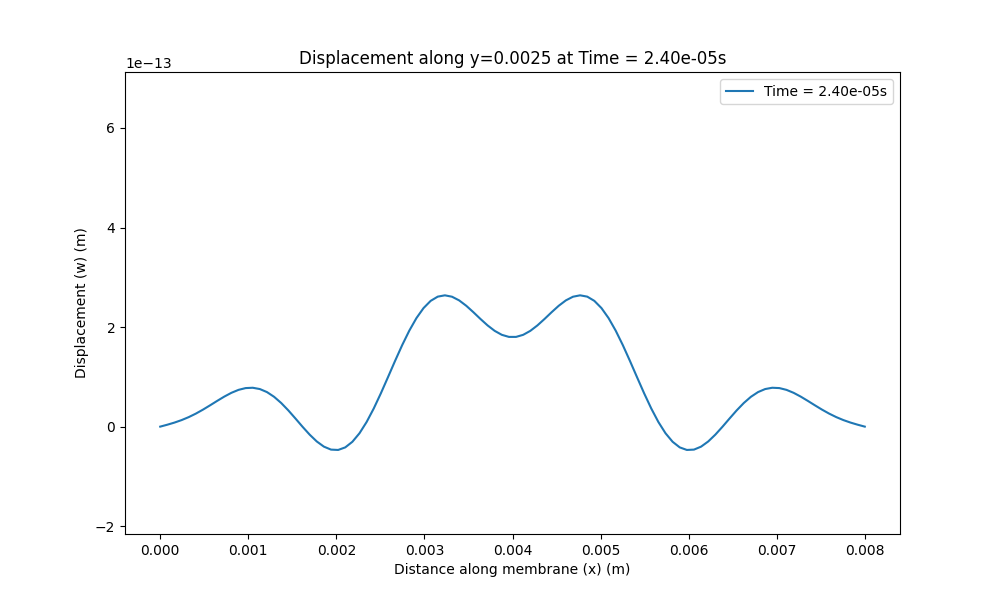 Displacement along y=0.0025 at Time = 2.40e-05s
1e−13
Time = 2.40e-05s
6
4
2
0
−2
Displacement (w) (m)
0.000 0.001 0.002 0.003 0.004 0.005 0.006 0.007 0.008
Distance along membrane (x) (m)